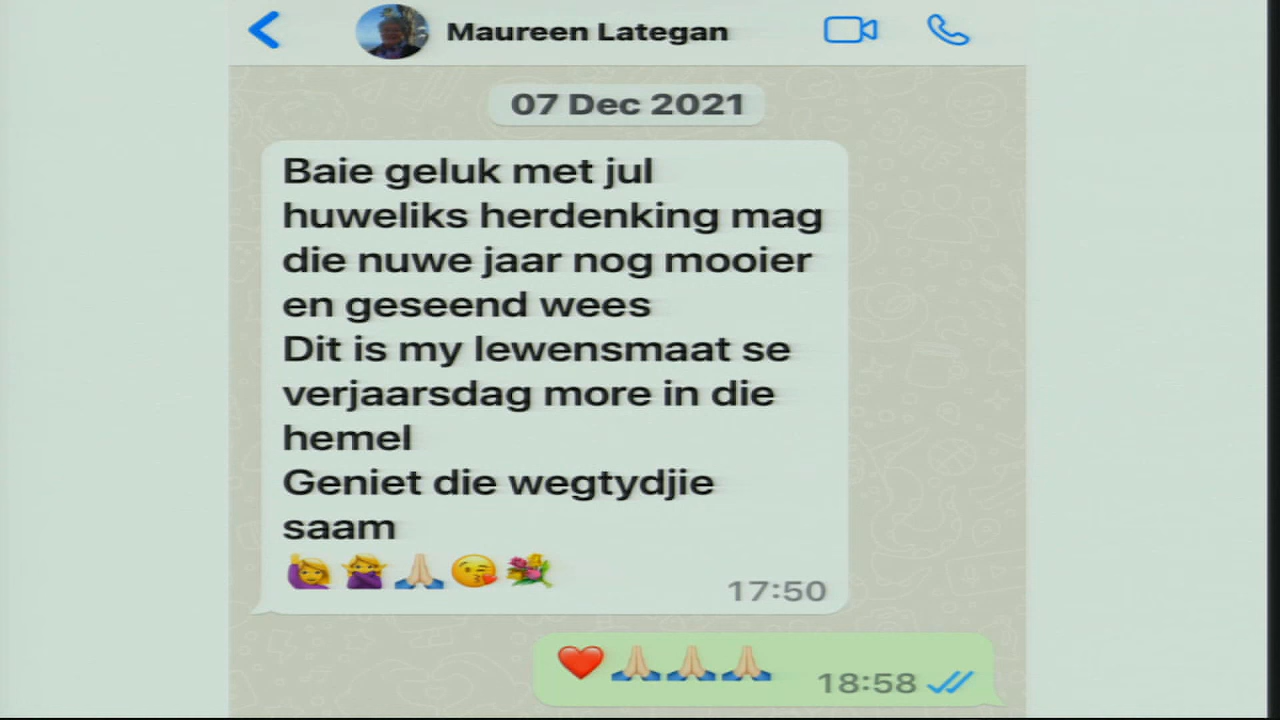 Maureen Lategan
07 Dec 2021
Baie geluk met jul
huweliks herdenking mag
die nuwe jaar nog mooier
en geseend wees
Dit is my lewensmaat se
verjaarsdag more in die
hemel
Geniet die wegtydjie
saam
🙋‍♀️🙅‍♀️🙏🏼😘💐
17:50
❤️🙏🏼🙏🏼🙏🏼 18:58